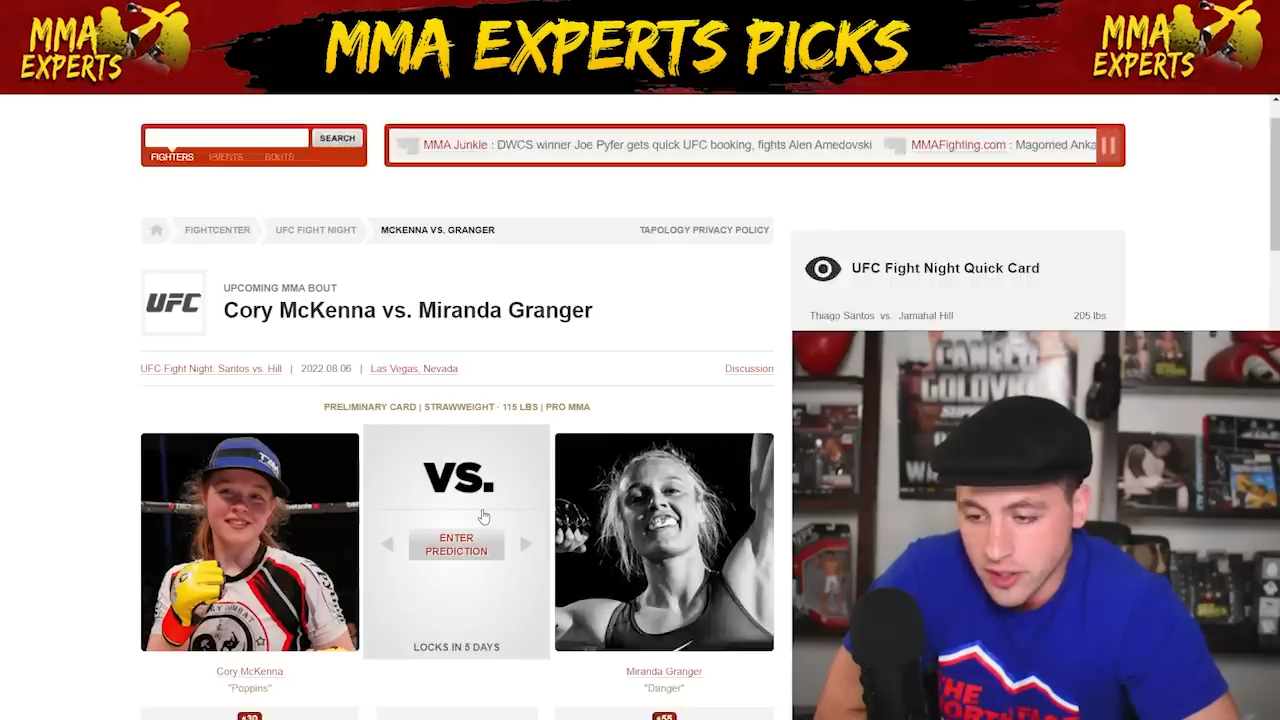 MMA
EXPERTS
MMA EXPERTS PICKS
MMA
EXPERTS
SEARCH
FIGHTERS EVENTS BOUTS
MMA Junkie : DWCS winner Joe Pyfer gets quick UFC booking, fights Alen Amedovski
MMAFighting.com : Magomed Anka
FIGHTCENTER UFC FIGHT NIGHT MCKENNA VS. GRANGER TAPOLOGY PRIVACY POLICY
UFC Fight Night Quick Card
Thiago Santos vs. Jamahal Hill 205 lbs
UFC
UPCOMING MMA BOUT
Cory McKenna vs. Miranda Granger
UFC Fight Night: Santos vs. Hill | 2022.08.06 | Las Vegas, Nevada Discussion
PRELIMINARY CARD | STRAWWEIGHT · 115 LBS | PRO MMA
VS.
ENTER
PREDICTION
LOCKS IN 5 DAYS
Cory McKenna
"Poppins"
Miranda Granger
"Danger"
#30
#55
CANELO
GOLOVK
THE